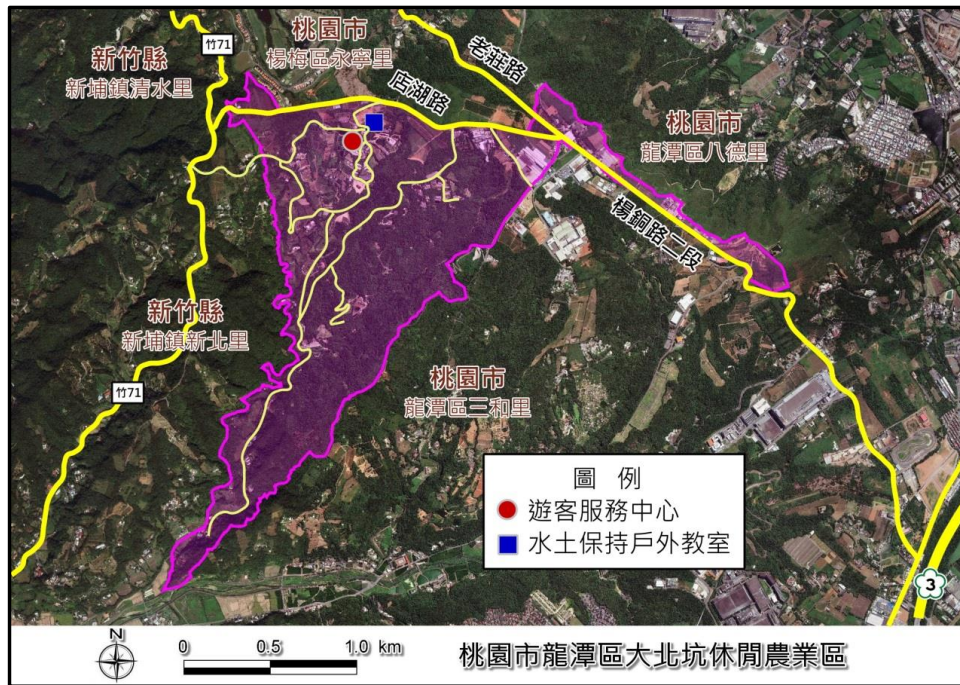 竹71
新竹縣
新埔鎮清水里
桃園市
楊梅區永寧里
老莊路
店湖路
桃園市
龍潭區八德里
楊銅路二段
新竹縣
新埔鎮新北里
竹71
桃園市
龍潭區三和里
圖 例
遊客服務中心
水土保持戶外教室
3
N
0 0.5 1.0 km
桃園市龍潭區大北坑休閒農業區